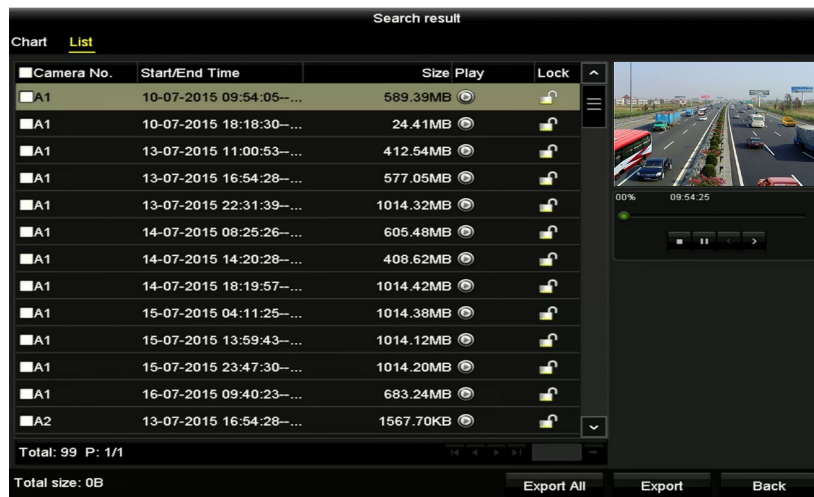 Search result
Chart List
Camera No. Start/End Time Size Play Lock
A1 10-07-2015 09:54:05--... 589.39MB
A1 10-07-2015 18:18:30--... 24.41MB
A1 13-07-2015 11:00:53--... 412.54MB
A1 13-07-2015 16:54:28--... 577.05MB
A1 13-07-2015 22:31:39--... 1014.32MB
A1 14-07-2015 08:25:26--... 605.48MB
A1 14-07-2015 14:20:28--... 408.62MB
A1 14-07-2015 18:19:57--... 1014.42MB
A1 15-07-2015 04:11:25--... 1014.38MB
A1 15-07-2015 13:59:43--... 1014.12MB
A1 15-07-2015 23:47:30--... 1014.20MB
A1 16-07-2015 09:40:23--... 683.24MB
A2 13-07-2015 16:54:28--... 1567.70KB
00% 09:54:25
Total: 99 P: 1/1
Total size: 0B
Export All Export Back